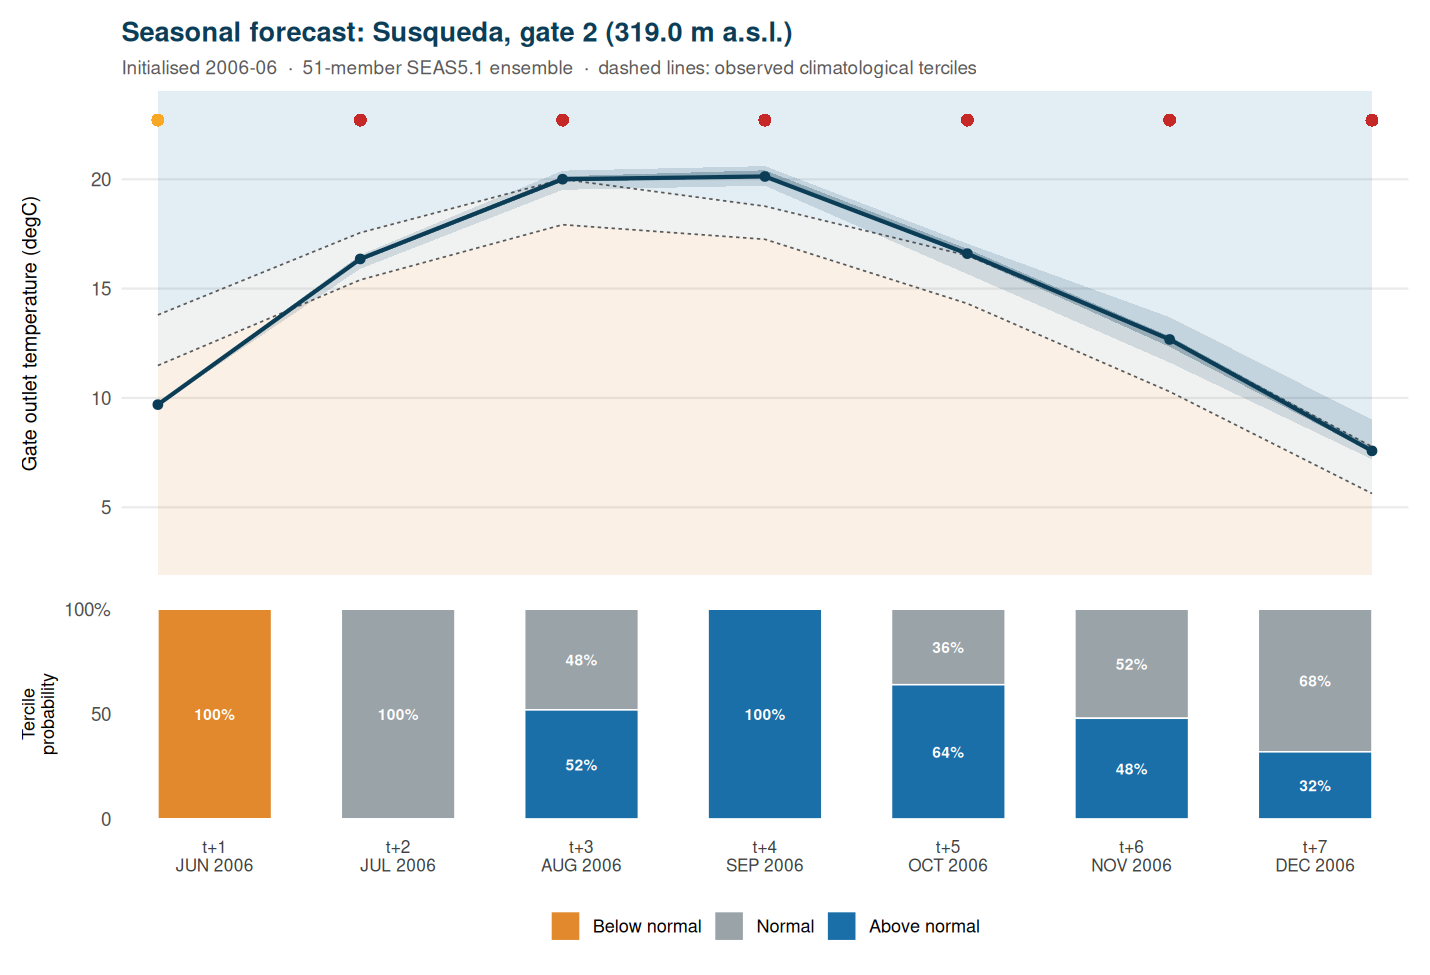 Seasonal forecast: Susqueda, gate 2 (319.0 m a.s.l.)
Initialised 2006-06 · 51-member SEAS5.1 ensemble · dashed lines: observed climatological terciles
Gate outlet temperature (degC)
20
15
10
5
Tercile
probability
100%
50
0
100%
100%
48%
52%
100%
36%
64%
52%
48%
68%
32%
t+1
JUN 2006
t+2
JUL 2006
t+3
AUG 2006
t+4
SEP 2006
t+5
OCT 2006
t+6
NOV 2006
t+7
DEC 2006
Below normal
Normal
Above normal